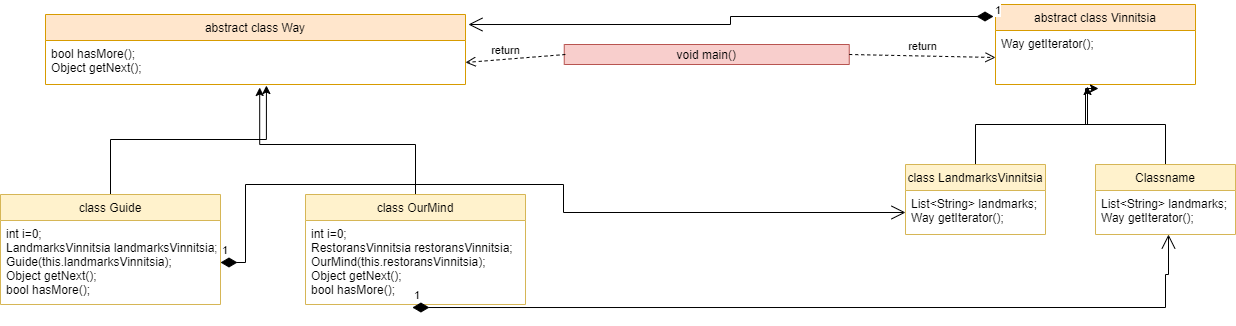 abstract class Way
bool hasMore();
Object getNext();
return
void main()
return
1
abstract class Vinnitsia
Way getIterator();
class Guide
int i=0;
LandmarksVinnitsia landmarksVinnitsia;
Guide(this.landmarksVinnitsia);
Object getNext();
bool hasMore();
1
class OurMind
int i=0;
RestoransVinnitsia restoransVinnitsia;
OurMind(this.restoransVinnitsia);
Object getNext();
bool hasMore();
1
class LandmarksVinnitsia
List<String> landmarks;
Way getIterator();
Classname
List<String> landmarks;
Way getIterator();